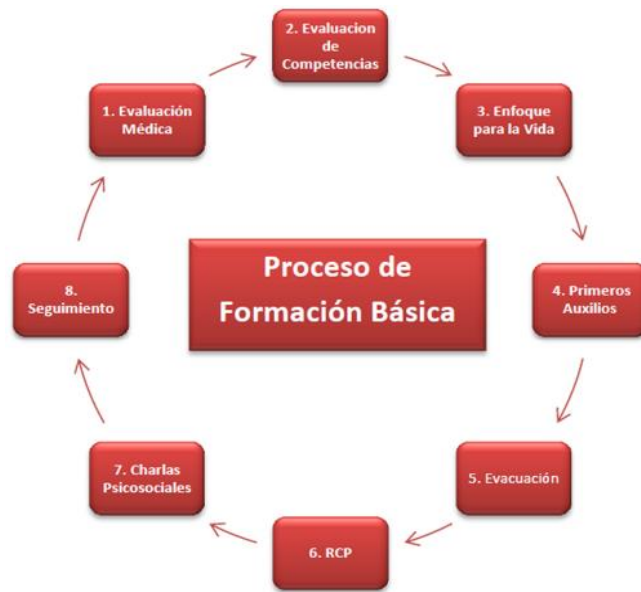 2. Evaluacion
de
Competencias
1. Evaluación
Médica
3. Enfoque
para la Vida
Proceso de
Formación Básica
8.
Seguimiento
4. Primeros
Auxilios
7. Charlas
Psicosociales
5. Evacuación
6. RCP